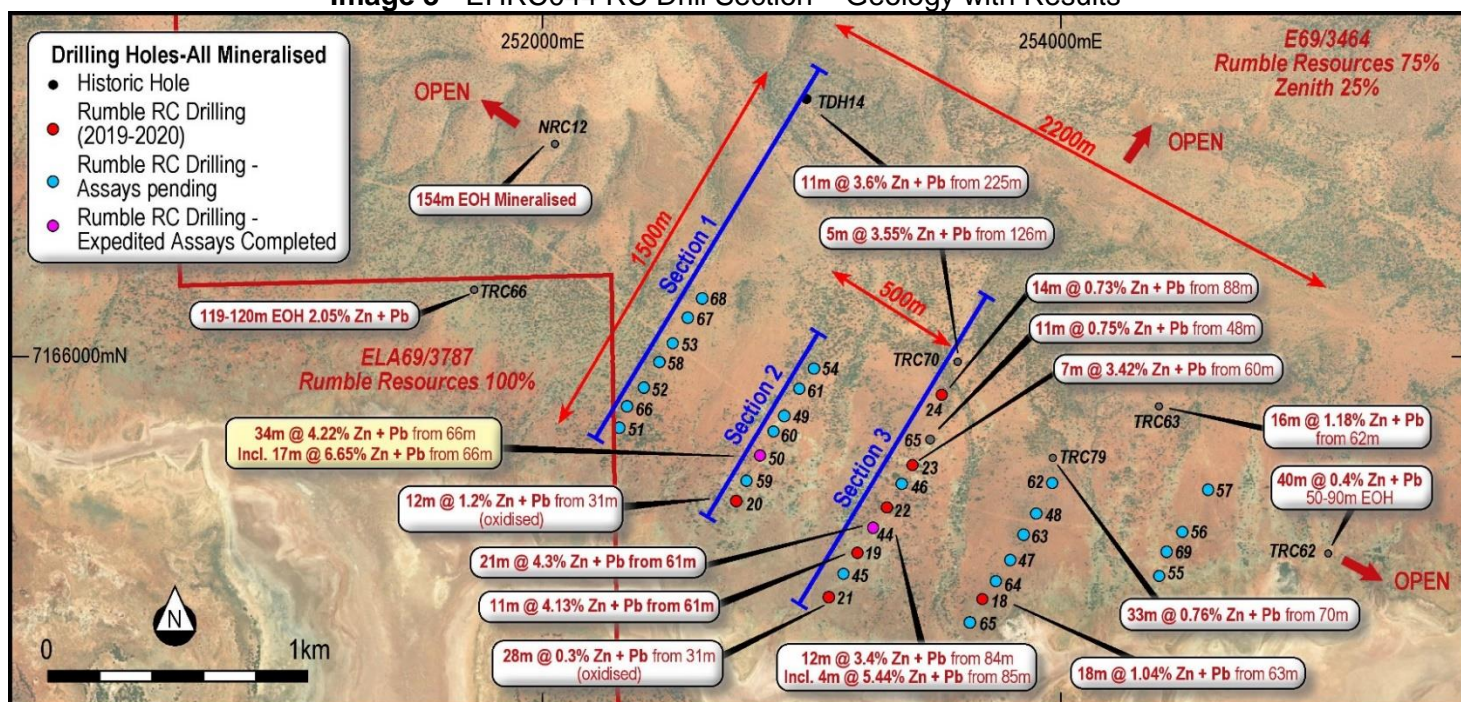 Image 3 - EHRC044 RC Drill Section – Geology with Results
Drilling Holes-All Mineralised
Historic Hole
Rumble RC Drilling
(2019-2020)
Rumble RC Drilling -
Assays pending
Rumble RC Drilling -
Expedited Assays Completed
252000mE
254000mE
E69/3464
Rumble Resources 75%
Zenith 25%
OPEN
NRC12
154m EOH Mineralised
TDH14
11m @ 3.6% Zn + Pb from 225m
2200m
OPEN
1500m
Section 1
5m @ 3.55% Zn + Pb from 126m
500m
14m @ 0.73% Zn + Pb from 88m
11m @ 0.75% Zn + Pb from 48m
7m @ 3.42% Zn + Pb from 60m
TRC66
119-120m EOH 2.05% Zn + Pb
7166000mN
ELA69/3787
Rumble Resources 100%
68
67
53
58
52
66
51
Section 2
54
61
49
60
50
59
20
34m @ 4.22% Zn + Pb from 66m
Incl. 17m @ 6.65% Zn + Pb from 66m
12m @ 1.2% Zn + Pb from 31m
(oxidised)
Section 3
TRC70
24
65
23
46
22
44
19
45
21
21m @ 4.3% Zn + Pb from 61m
11m @ 4.13% Zn + Pb from 61m
28m @ 0.3% Zn + Pb from 31m
(oxidised)
12m @ 3.4% Zn + Pb from 84m
Incl. 4m @ 5.44% Zn + Pb from 85m
TRC79
62
48
63
47
64
18
65
33m @ 0.76% Zn + Pb from 70m
18m @ 1.04% Zn + Pb from 63m
TRC63
16m @ 1.18% Zn + Pb
from 62m
57
56
69
55
40m @ 0.4% Zn + Pb
50-90m EOH
TRC62
OPEN
N
0
1km